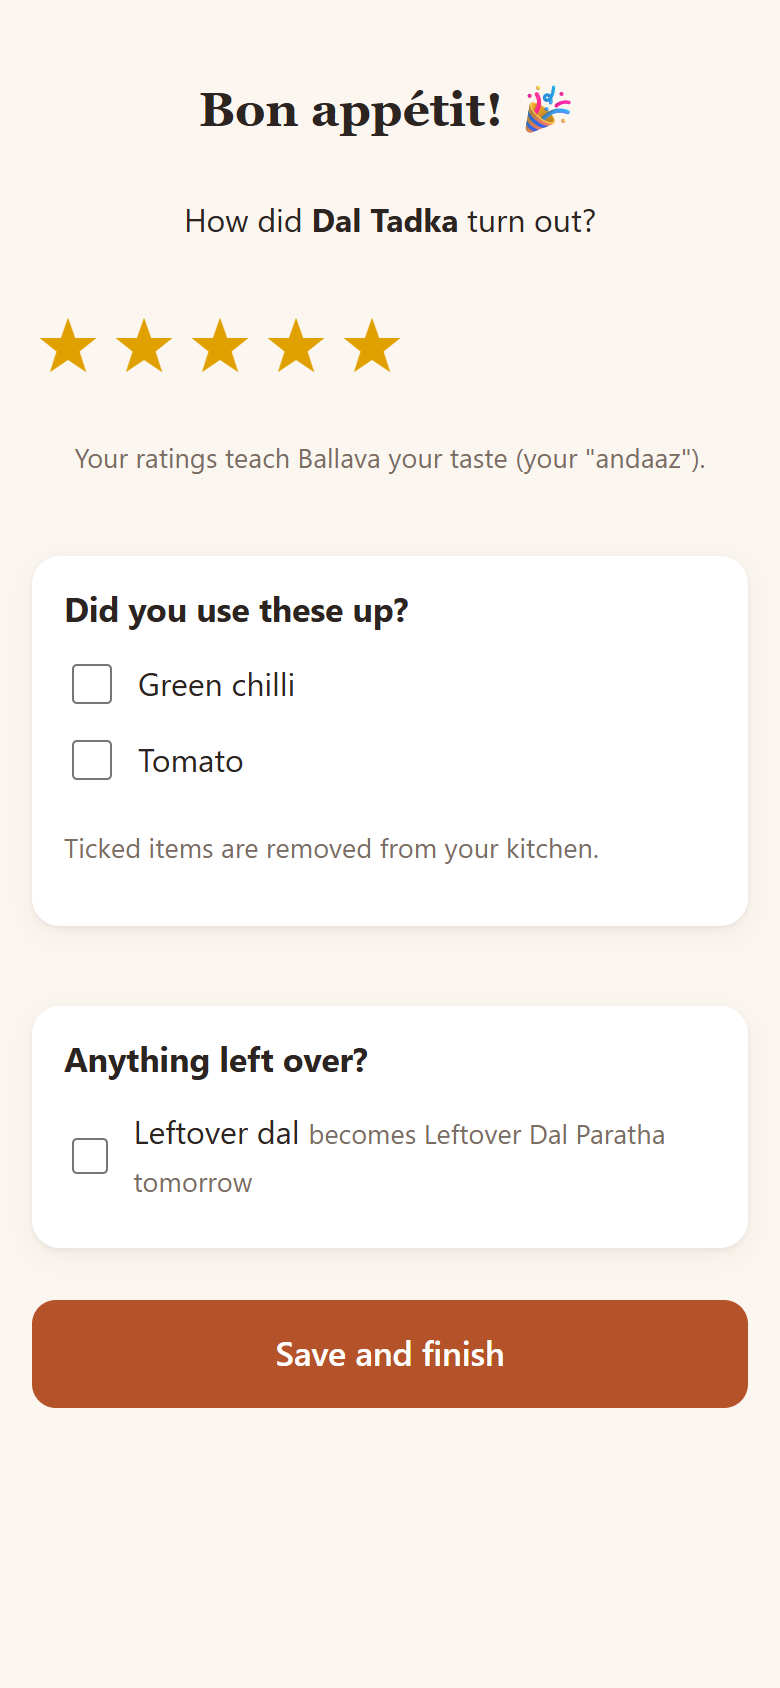 Bon appétit! 🎉
How did Dal Tadka turn out?
Your ratings teach Ballava your taste (your "andaaz").
Did you use these up?
Green chilli
Tomato
Ticked items are removed from your kitchen.
Anything left over?
Leftover dal becomes Leftover Dal Paratha
tomorrow
Save and finish